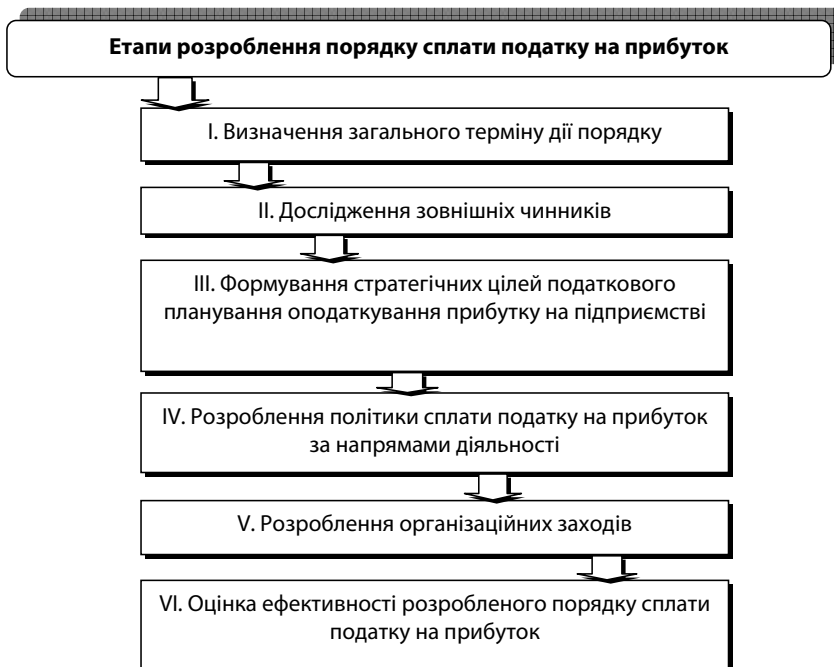 Етапи розроблення порядку сплати податку на прибуток
І. Визначення загального терміну дії порядку
ІІ. Дослідження зовнішніх чинників
ІІІ. Формування стратегічних цілей податкового
планування оподаткування прибутку на підприємстві
IV. Розроблення політики сплати податку на прибуток
за напрямами діяльності
V. Розроблення організаційних заходів
VI. Оцінка ефективності розробленого порядку сплати
податку на прибуток